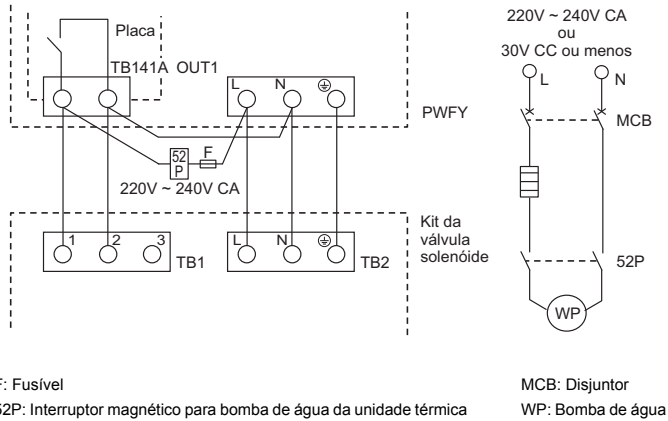 220V ~ 240V CA
ou
30V CC ou menos
Placa
TB141A OUT1
L N
PWFY
L N
MCB
52
P
F
220V ~ 240V CA
Kit da
válvula
solenóide
1 2 3
TB1
L N
TB2
52P
WP
F: Fusível
52P: Interruptor magnético para bomba de água da unidade térmica
MCB: Disjuntor
WP: Bomba de água